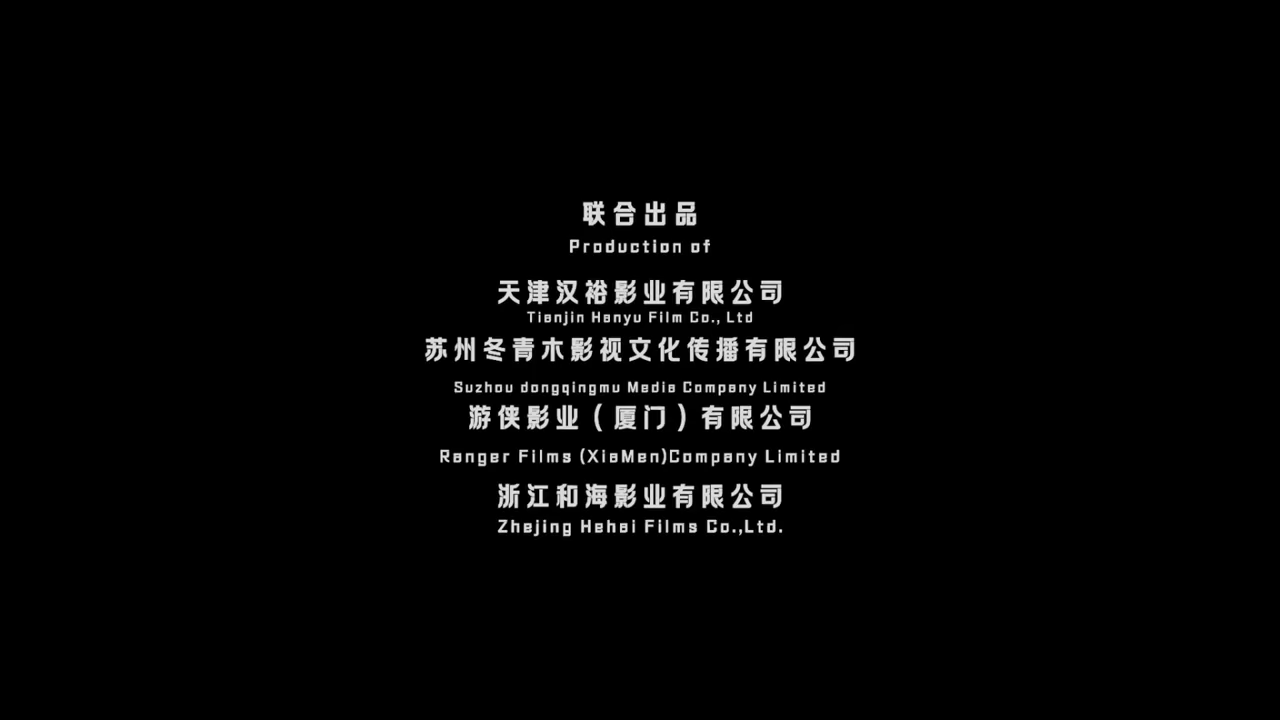 联合出品
Production of
天津汉裕影业有限公司
Tianjin Hanyu Film Co., Ltd
苏州冬青木影视文化传播有限公司
Suzhou dongqingmu Media Company Limited
游侠影业（厦门）有限公司
Ranger Films (XiaMen)Company Limited
浙江和海影业有限公司
Zhejing Hehai Films Co.,Ltd.